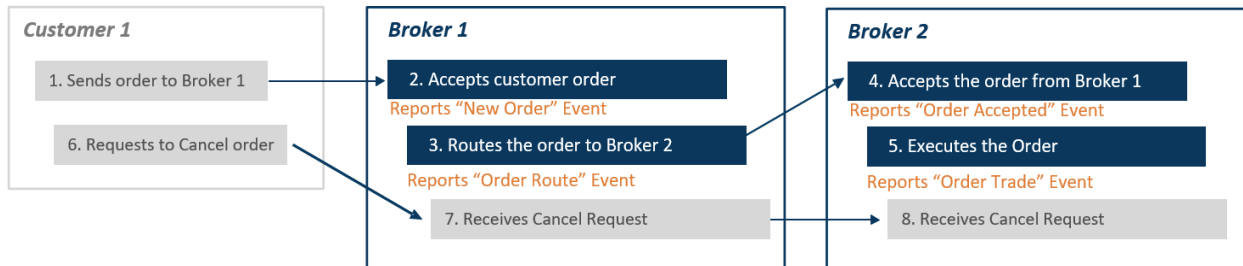 Customer 1
1. Sends order to Broker 1
6. Requests to Cancel order
Broker 1
2. Accepts customer order
Reports “New Order” Event
3. Routes the order to Broker 2
Reports “Order Route” Event
7. Receives Cancel Request
Broker 2
4. Accepts the order from Broker 1
Reports “Order Accepted” Event
5. Executes the Order
Reports “Order Trade” Event
8. Receives Cancel Request